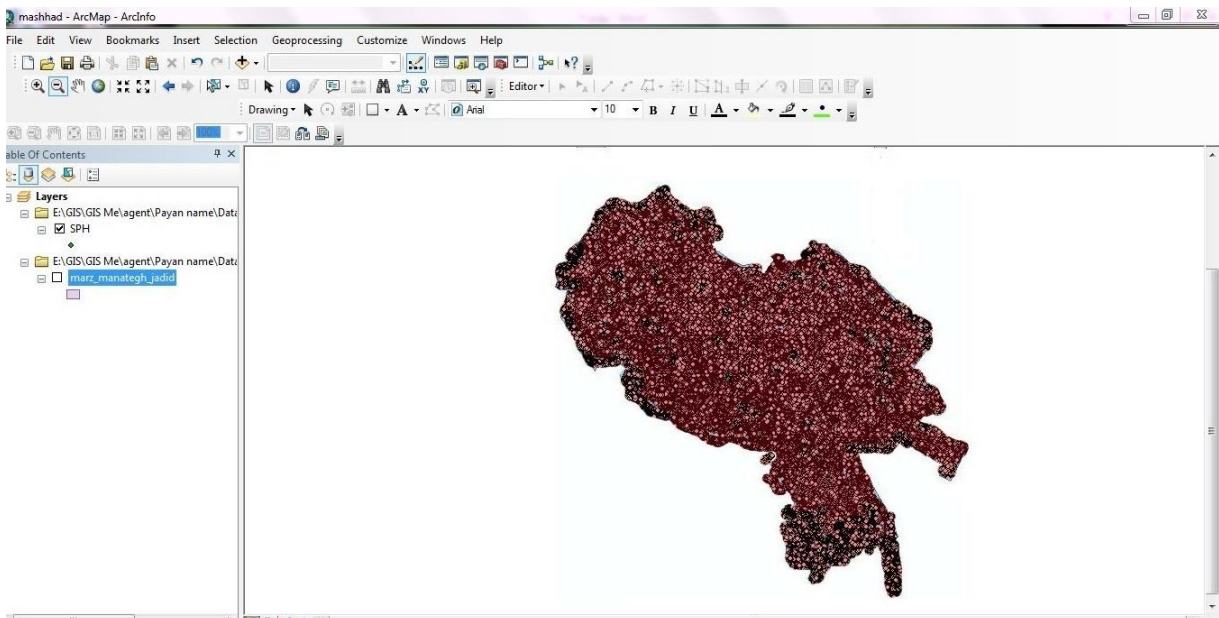 mashhad - ArcMap - ArcInfo
File Edit View Bookmarks Insert Selection Geoprocessing Customize Windows Help
Editor
Drawing A Arial 10 B I U A
100%
able Of Contents
Layers
E:\GIS\GIS Me\agent\Payan name\Data
SPH
E:\GIS\GIS Me\agent\Payan name\Data
marz_manategh_jadid